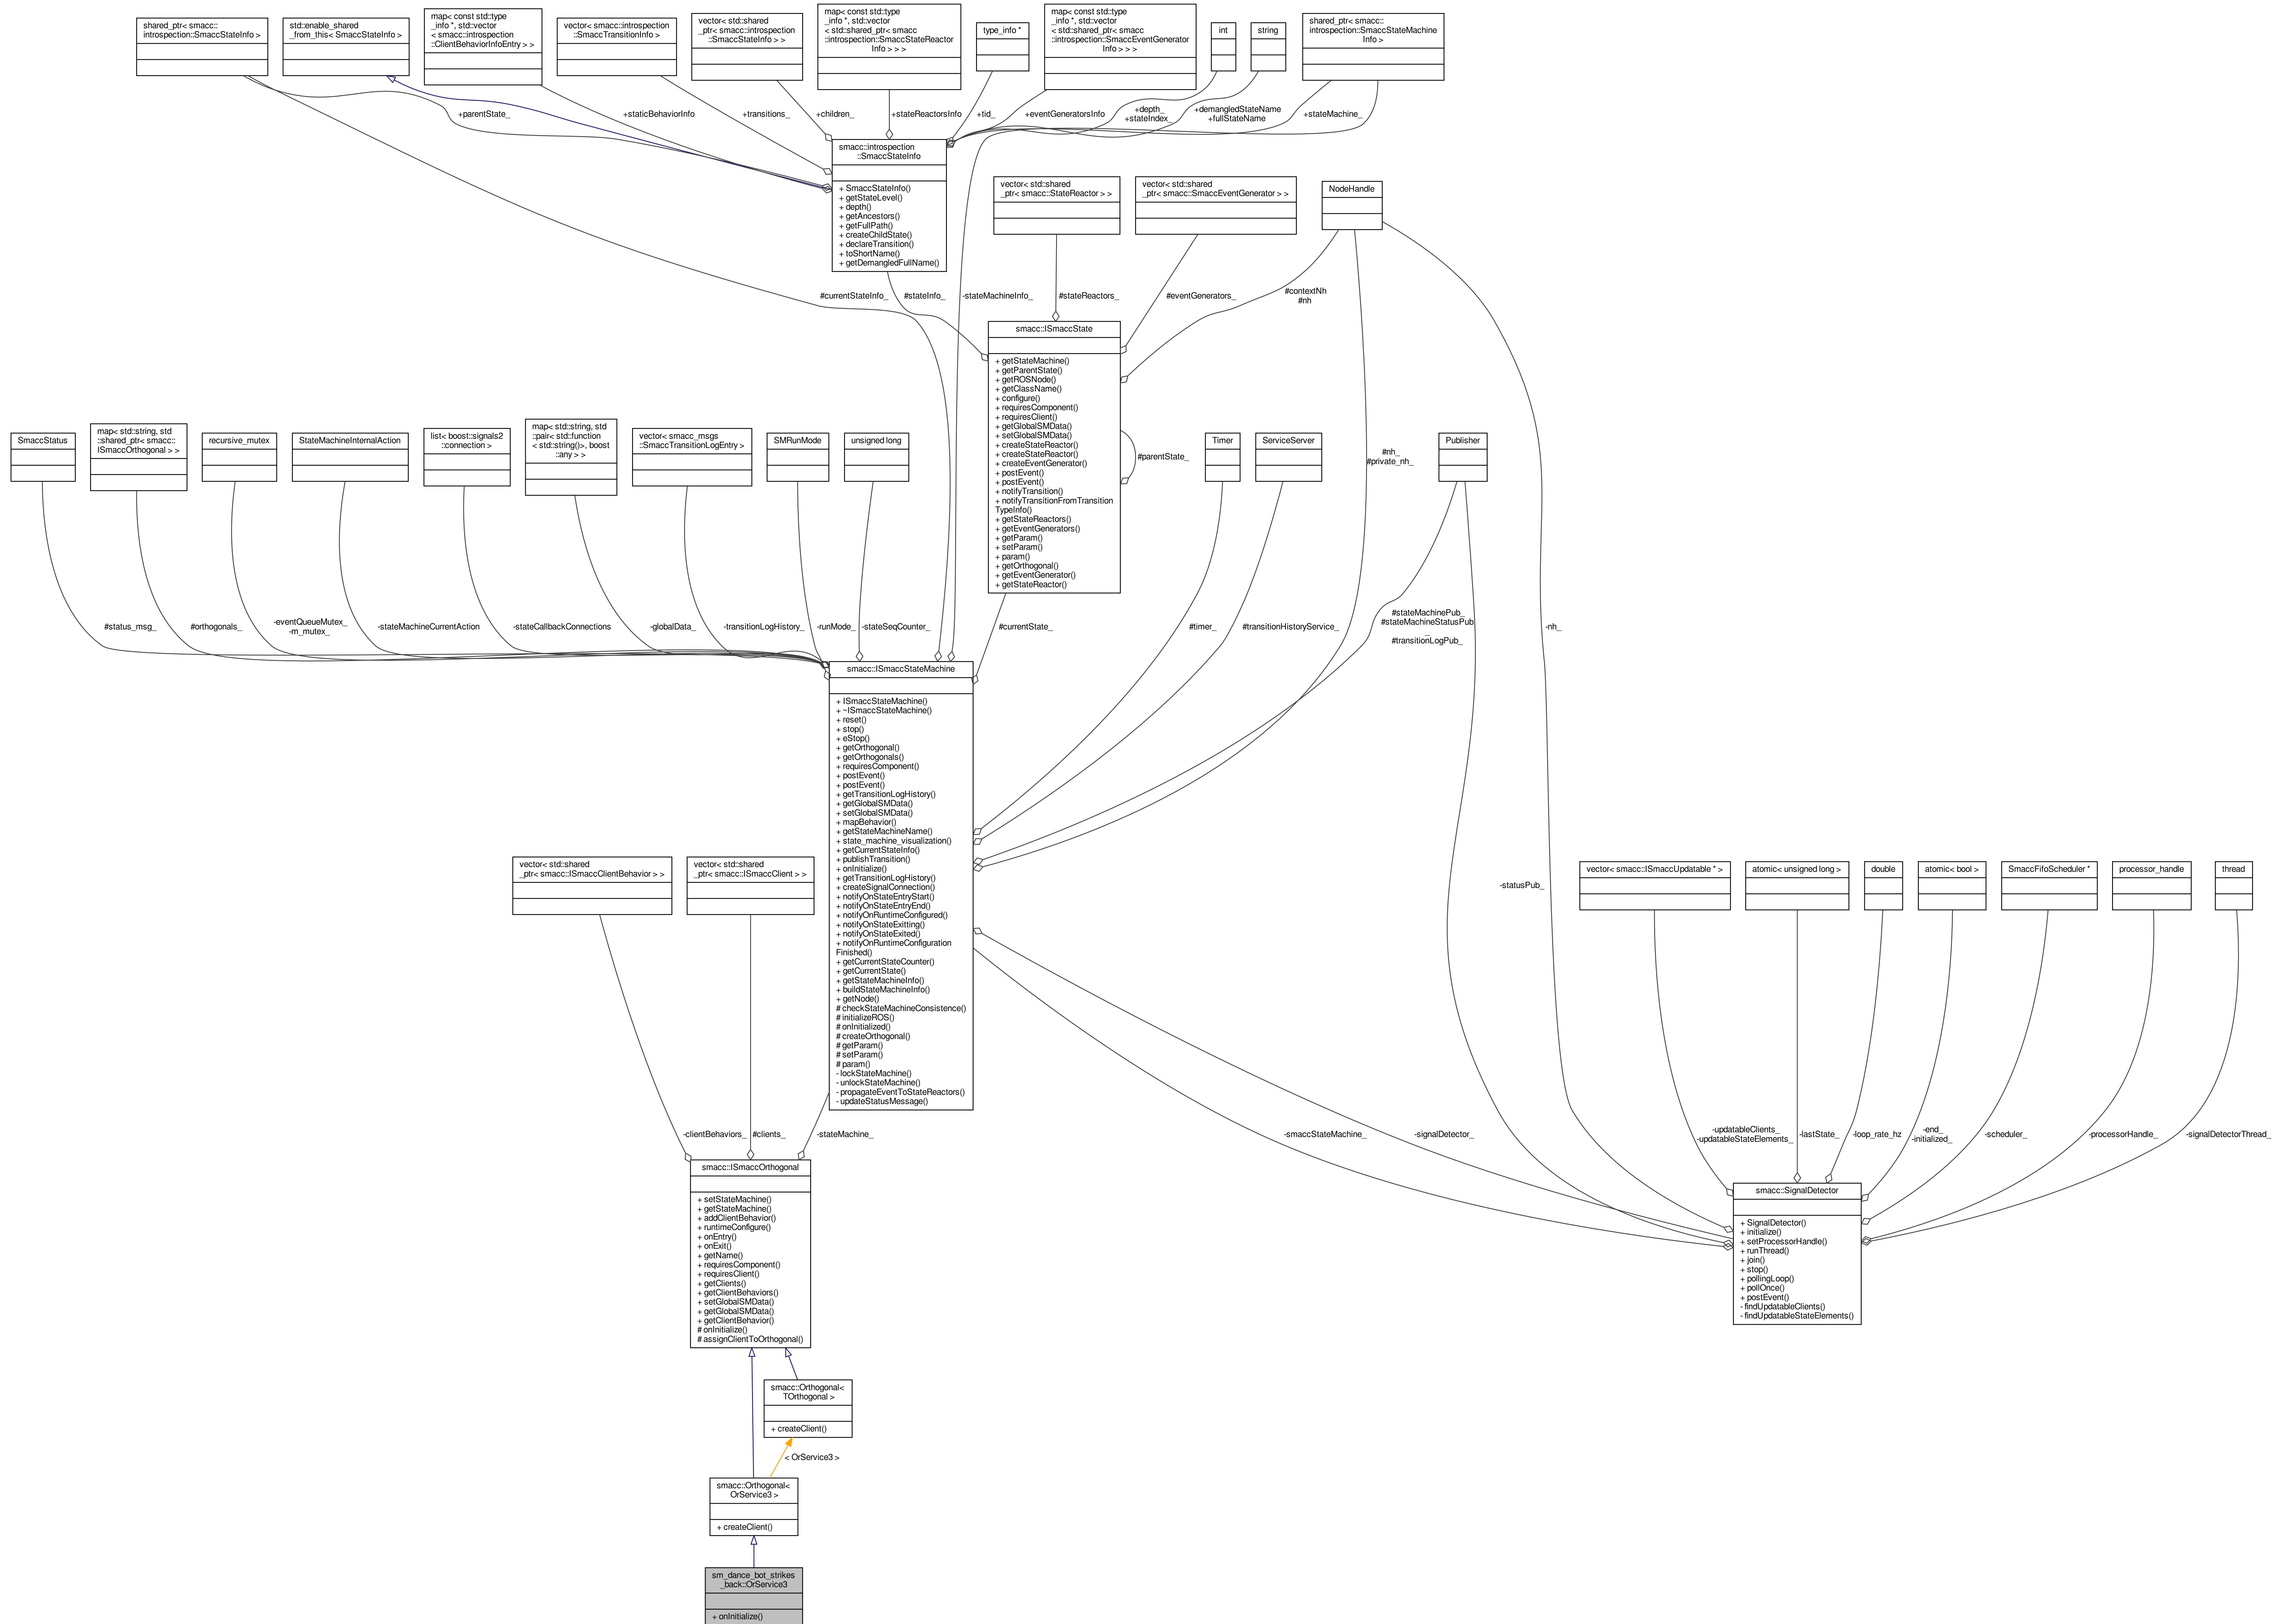 shared_ptr< smacc::
introspection::SmaccStateInfo >
std::enable_shared
_from_this< SmaccStateInfo >
map< const std::type
_info *, std::vector
< smacc::introspection
::ClientBehaviorInfoEntry > >
vector< smacc::introspection
::SmaccTransitionInfo >
vector< std::shared
_ptr< smacc::introspection
::SmaccStateInfo > >
map< const std::type
_info *, std::vector
< std::shared_ptr< smacc
::introspection::SmaccStateReactor
Info > > >
type_info *
map< const std::type
_info *, std::vector
< std::shared_ptr< smacc
::introspection::SmaccEventGenerator
Info > > >
int
string
shared_ptr< smacc::
introspection::SmaccStateMachine
Info >
+parentState_
+staticBehaviorInfo
+transitions_
+children_
+stateReactorsInfo
+tid_
+eventGeneratorsInfo
+depth_
+stateIndex_
+demangledStateName
+fullStateName
+stateMachine_
smacc::introspection
::SmaccStateInfo
+ SmaccStateInfo()
+ getStateLevel()
+ depth()
+ getAncestors()
+ getFullPath()
+ createChildState()
+ declareTransition()
+ toShortName()
+ getDemangledFullName()
vector< std::shared
_ptr< smacc::StateReactor > >
vector< std::shared
_ptr< smacc::SmaccEventGenerator > >
NodeHandle
#currentStateInfo_
#stateInfo_
-stateMachineInfo_
#stateReactors_
#eventGenerators_
#contextNh
#nh
smacc::ISmaccState
+ getStateMachine()
+ getParentState()
+ getROSNode()
+ getClassName()
+ configure()
+ requiresComponent()
+ requiresClient()
+ getGlobalSMData()
+ setGlobalSMData()
+ createStateReactor()
+ createStateReactor()
+ createEventGenerator()
+ postEvent()
+ postEvent()
+ notifyTransition()
+ notifyTransitionFromTransition
TypeInfo()
+ getStateReactors()
+ getEventGenerators()
+ getParam()
+ setParam()
+ param()
+ getOrthogonal()
+ getEventGenerator()
+ getStateReactor()
#parentState_
SmaccStatus
map< std::string, std
::shared_ptr< smacc::
ISmaccOrthogonal > >
recursive_mutex
StateMachineInternalAction
list< boost::signals2
::connection >
map< std::string, std
::pair< std::function
< std::string()>, boost
::any > >
vector< smacc_msgs
::SmaccTransitionLogEntry >
SMRunMode
unsigned long
Timer
ServiceServer
#nh_
#private_nh_
Publisher
#status_msg_
#orthogonals_
-eventQueueMutex_
-m_mutex_
-stateMachineCurrentAction
-stateCallbackConnections
-globalData_
-transitionLogHistory_
-runMode_
-stateSeqCounter_
#currentState_
#timer_
#transitionHistoryService_
#stateMachinePub_
#stateMachineStatusPub
_
#transitionLogPub_
-nh_
smacc::ISmaccStateMachine
+ ISmaccStateMachine()
+ ~ISmaccStateMachine()
+ reset()
+ stop()
+ eStop()
+ getOrthogonal()
+ getOrthogonals()
+ requiresComponent()
+ postEvent()
+ postEvent()
+ getTransitionLogHistory()
+ getGlobalSMData()
+ setGlobalSMData()
+ mapBehavior()
+ getStateMachineName()
+ state_machine_visualization()
+ getCurrentStateInfo()
+ publishTransition()
+ onInitialize()
+ getTransitionLogHistory()
+ createSignalConnection()
+ notifyOnStateEntryStart()
+ notifyOnStateEntryEnd()
+ notifyOnRuntimeConfigured()
+ notifyOnStateExitting()
+ notifyOnStateExited()
+ notifyOnRuntimeConfiguration
Finished()
+ getCurrentStateCounter()
+ getCurrentState()
+ getStateMachineInfo()
+ buildStateMachineInfo()
+ getNode()
# checkStateMachineConsistence()
# initializeROS()
# onInitialized()
# createOrthogonal()
# getParam()
# setParam()
# param()
- lockStateMachine()
- unlockStateMachine()
- propagateEventToStateReactors()
- updateStatusMessage()
vector< std::shared
_ptr< smacc::ISmaccClientBehavior > >
vector< std::shared
_ptr< smacc::ISmaccClient > >
-statusPub_
vector< smacc::ISmaccUpdatable * >
atomic< unsigned long >
double
atomic< bool >
SmaccFifoScheduler *
processor_handle
thread
-clientBehaviors_
#clients_
-stateMachine_
-smaccStateMachine_
-signalDetector_
-updatableClients_
-updatableStateElements_
-lastState_
-loop_rate_hz
-end_
-initialized_
-scheduler_
-processorHandle_
-signalDetectorThread_
smacc::ISmaccOrthogonal
+ setStateMachine()
+ getStateMachine()
+ addClientBehavior()
+ runtimeConfigure()
+ onEntry()
+ onExit()
+ getName()
+ requiresComponent()
+ requiresClient()
+ getClients()
+ getClientBehaviors()
+ setGlobalSMData()
+ getGlobalSMData()
+ getClientBehavior()
# onInitialize()
# assignClientToOrthogonal()
smacc::SignalDetector
+ SignalDetector()
+ initialize()
+ setProcessorHandle()
+ runThread()
+ join()
+ stop()
+ pollingLoop()
+ pollOnce()
+ postEvent()
- findUpdatableClients()
- findUpdatableStateElements()
smacc::Orthogonal<
TOrthogonal >
+ createClient()
< OrService3 >
smacc::Orthogonal<
OrService3 >
+ createClient()
sm_dance_bot_strikes
_back::OrService3
+ onInitialize()